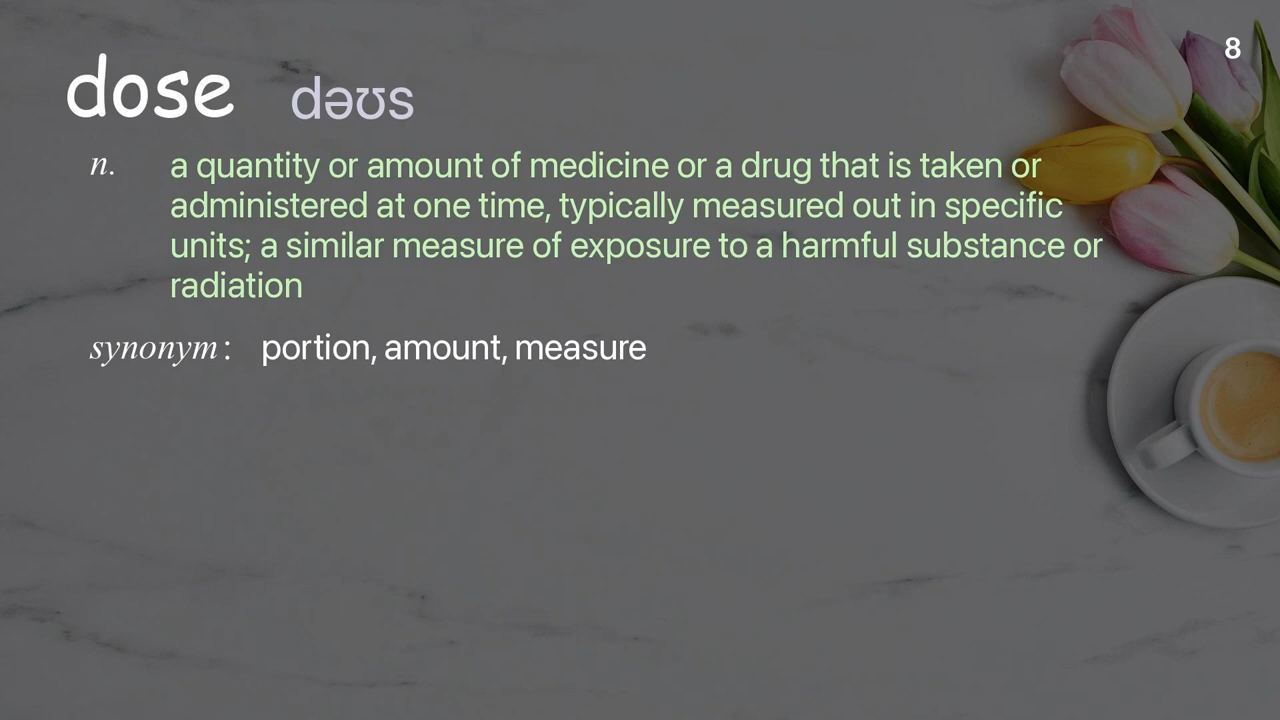 8
dose dəʊs
n. a quantity or amount of medicine or a drug that is taken or
administered at one time, typically measured out in specific
units; a similar measure of exposure to a harmful substance or
radiation
synonym: portion, amount, measure